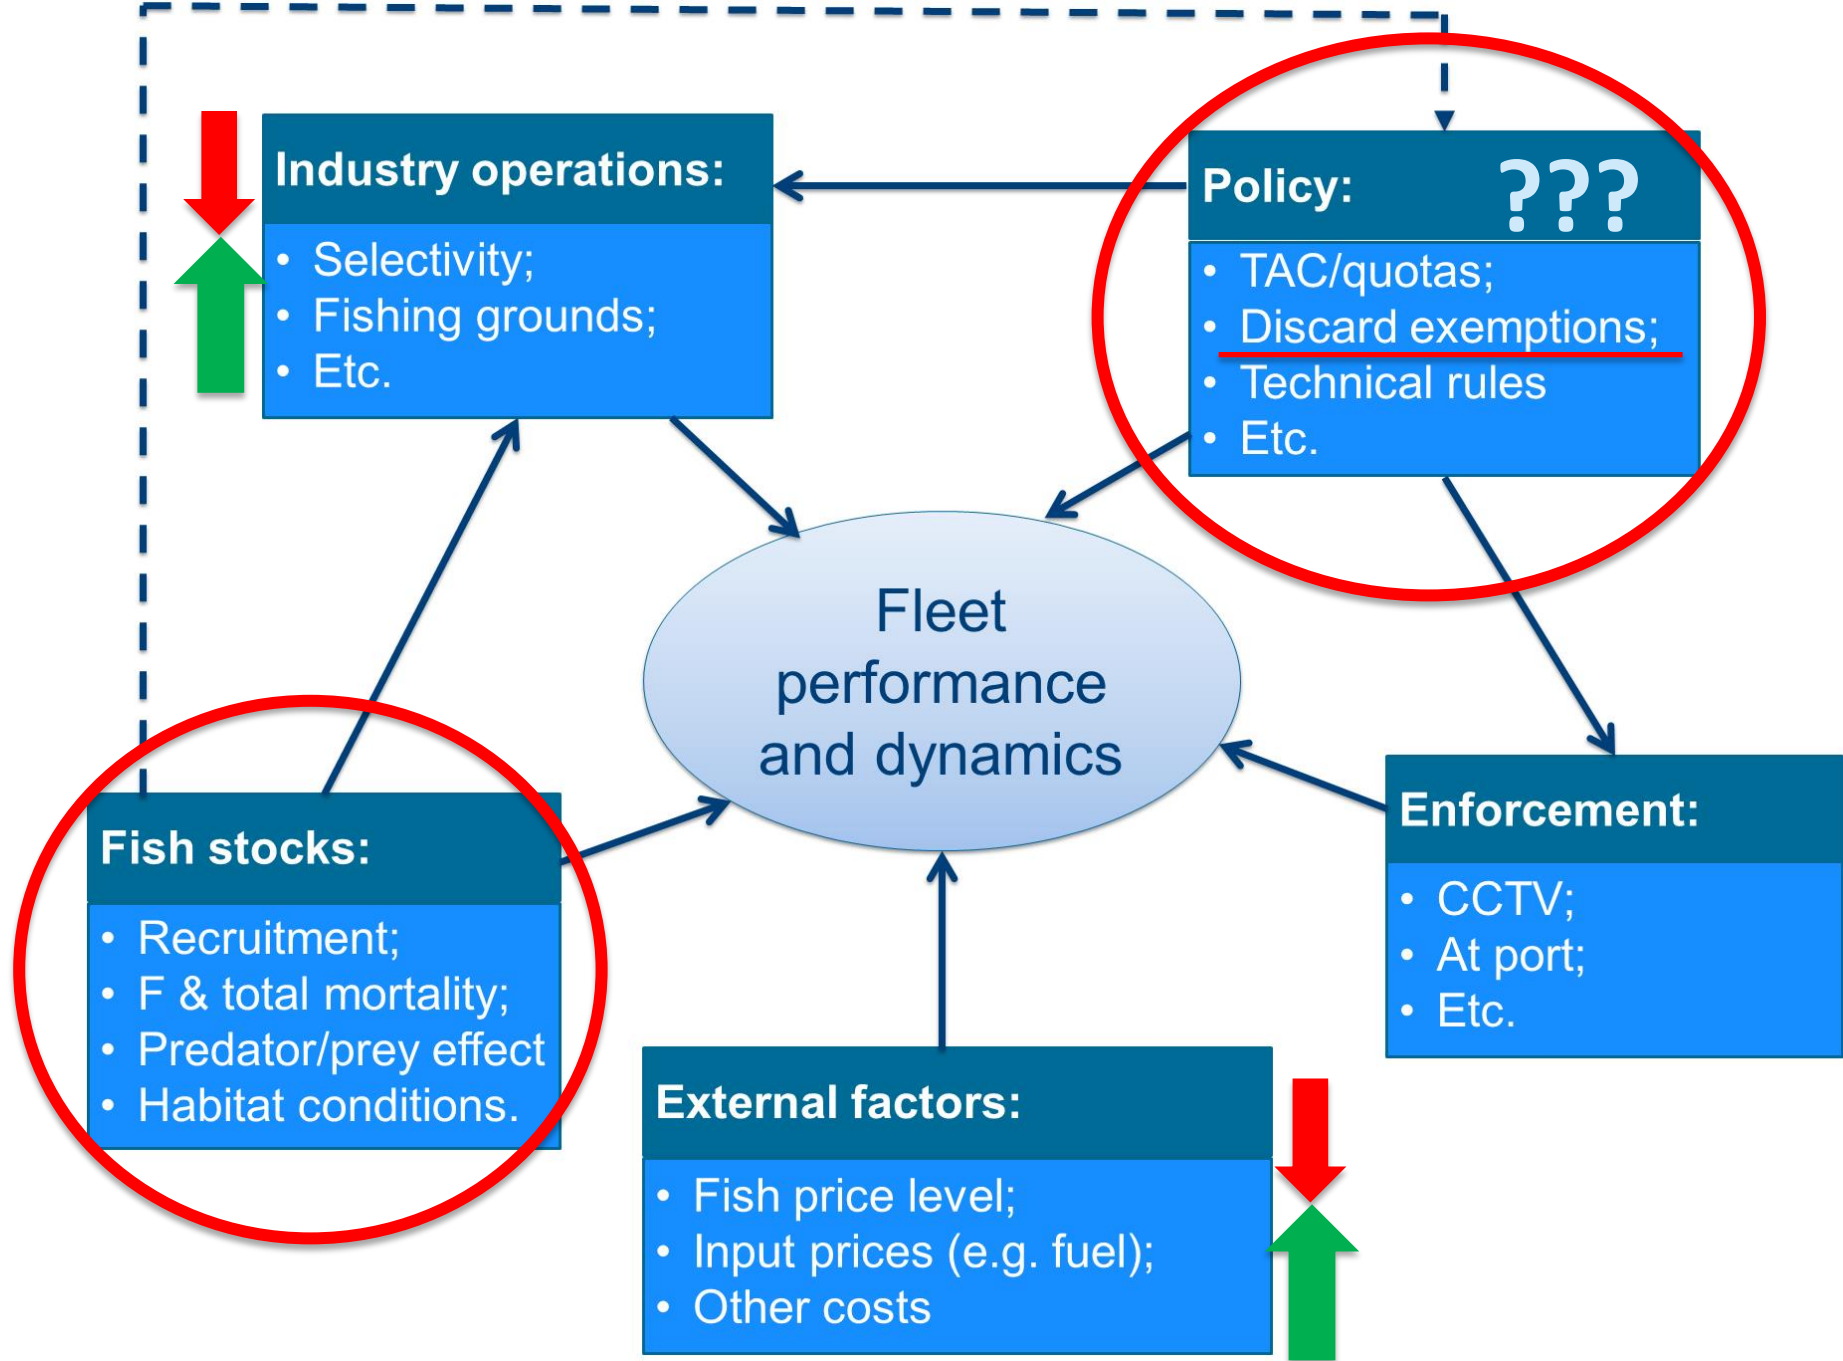 Industry operations:
• Selectivity;
• Fishing grounds;
• Etc.
Policy: ???
• TAC/quotas;
• Discard exemptions;
• Technical rules
• Etc.
Fleet
performance
and dynamics
Fish stocks:
• Recruitment;
• F & total mortality;
• Predator/prey effect
• Habitat conditions.
Enforcement:
• CCTV;
• At port;
• Etc.
External factors:
• Fish price level;
• Input prices (e.g. fuel);
• Other costs